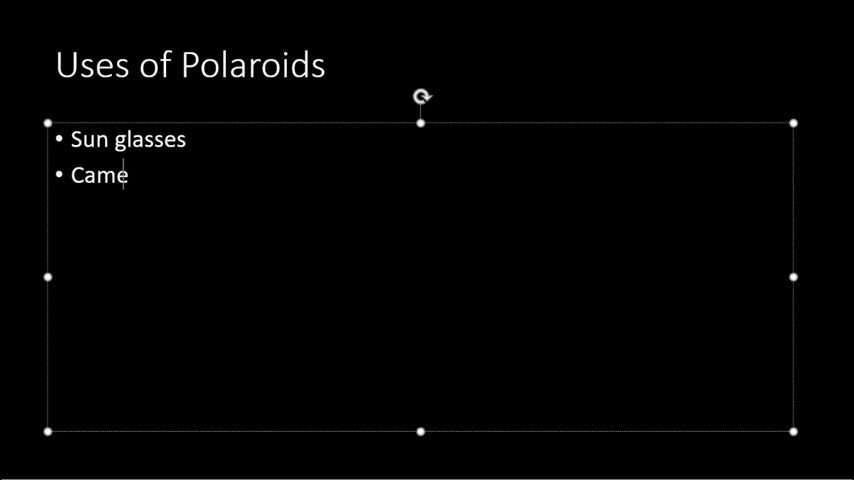 Uses of Polaroids
• Sun glasses
• Came